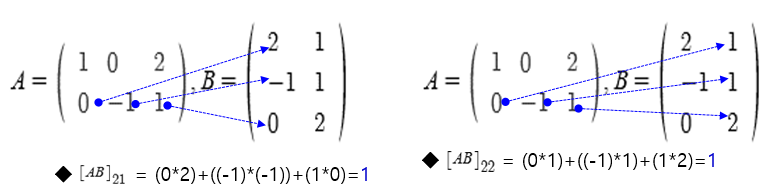 A = ( 1 0 2 ), B = ( 2 1
0 -1 1 -1 1
0 2 )
◆ [AB]21 = (0*2)+((-1)*(-1))+(1*0)=1
A = ( 1 0 2 ), B = ( 2 1
0 -1 1 -1 1
0 2 )
◆ [AB]22 = (0*1)+((-1)*1)+(1*2)=1